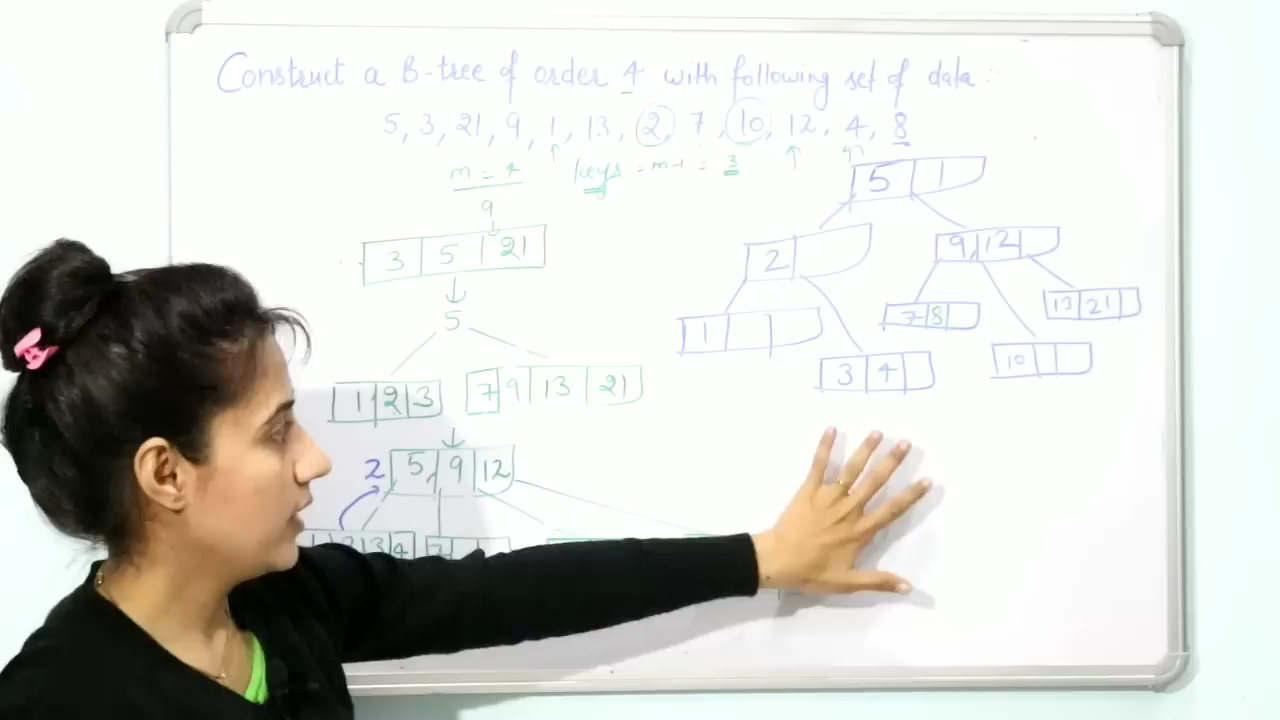 Construct a B-tree of order 4 with following set of data :-
5, 3, 21, 9, 1, 13, 2, 7, 10, 12, 4, 8
m = 4 keys = m-1 = 3
9
3 5 21
5
1 2 3 7 9 13 21
2 5, 9 12
3 4
5
2 9, 12
1 7 8 13 21
3 4 10